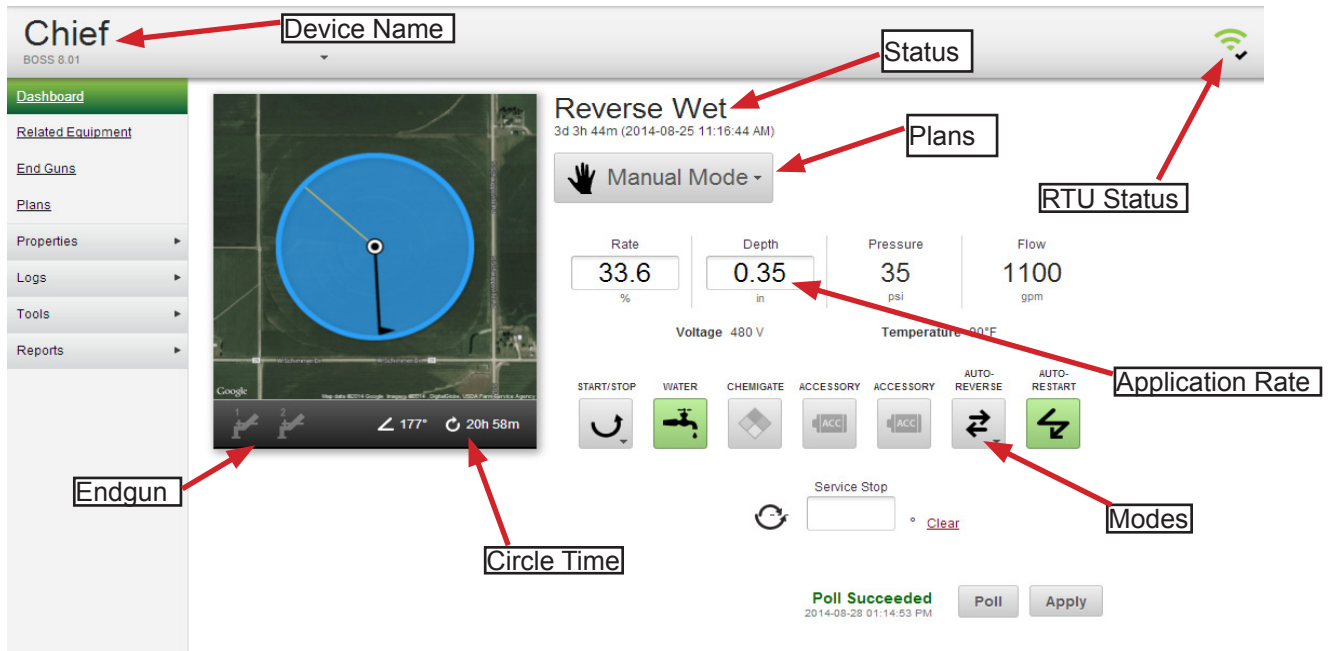 Chief
BOSS 8.01
Device Name
Status
Plans
RTU Status
Dashboard
Related Equipment
End Guns
Plans
Properties
Logs
Tools
Reports
Reverse Wet
3d 3h 44m (2014-08-25 11:16:44 AM)
Manual Mode
Rate
33.6
%
Depth
0.35
in
Pressure
35
psi
Flow
1100
gpm
Voltage 480 V
Temperature 90°F
Application Rate
START/STOP
WATER
CHEMIGATE
ACCESSORY
ACC
ACCESSORY
ACC
AUTO-
REVERSE
AUTO-
RESTART
Google
1 2
177°
20h 58m
Endgun
Circle Time
Modes
Service Stop
° Clear
Poll Succeeded
2014-08-28 01:14:53 PM
Poll
Apply